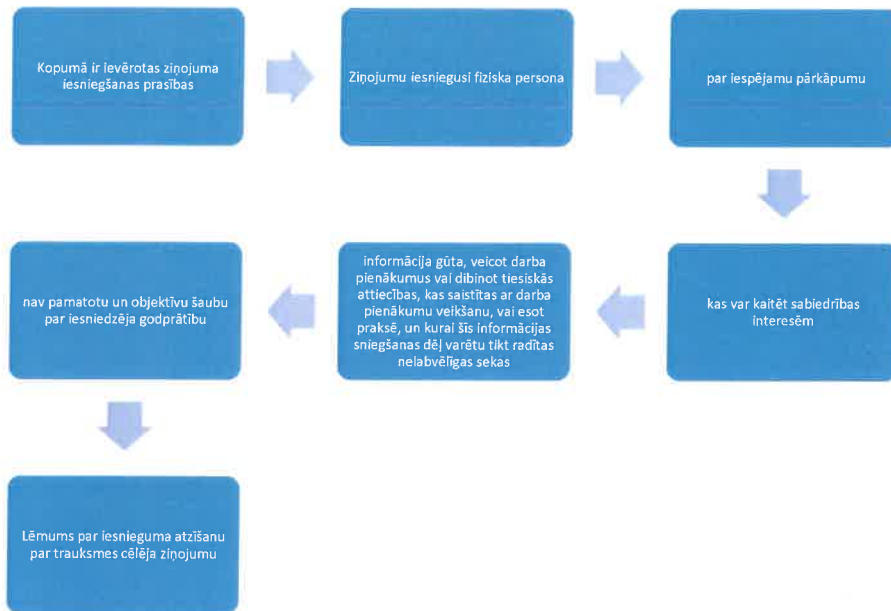 Kopumā ir ievērotas ziņojuma
iesniegšanas prasības
Ziņojumu iesniegusi fiziska persona
par iespējamu pārkāpumu
kas var kaitēt sabiedrības
interesēm
informācija gūta, veicot darba
pienākumus vai dibinot tiesiskās
attiecības, kas saistītas ar darba
pienākumu veikšanu, vai esot
praksē, un kurai šīs informācijas
sniegšanas dēļ varētu tikt radītas
nelabvēlīgas sekas
nav pamatotu un objektīvu šaubu
par iesniedzēja godprātību
Lēmums par iesnieguma atzīšanu
par trauksmes cēlēja ziņojumu